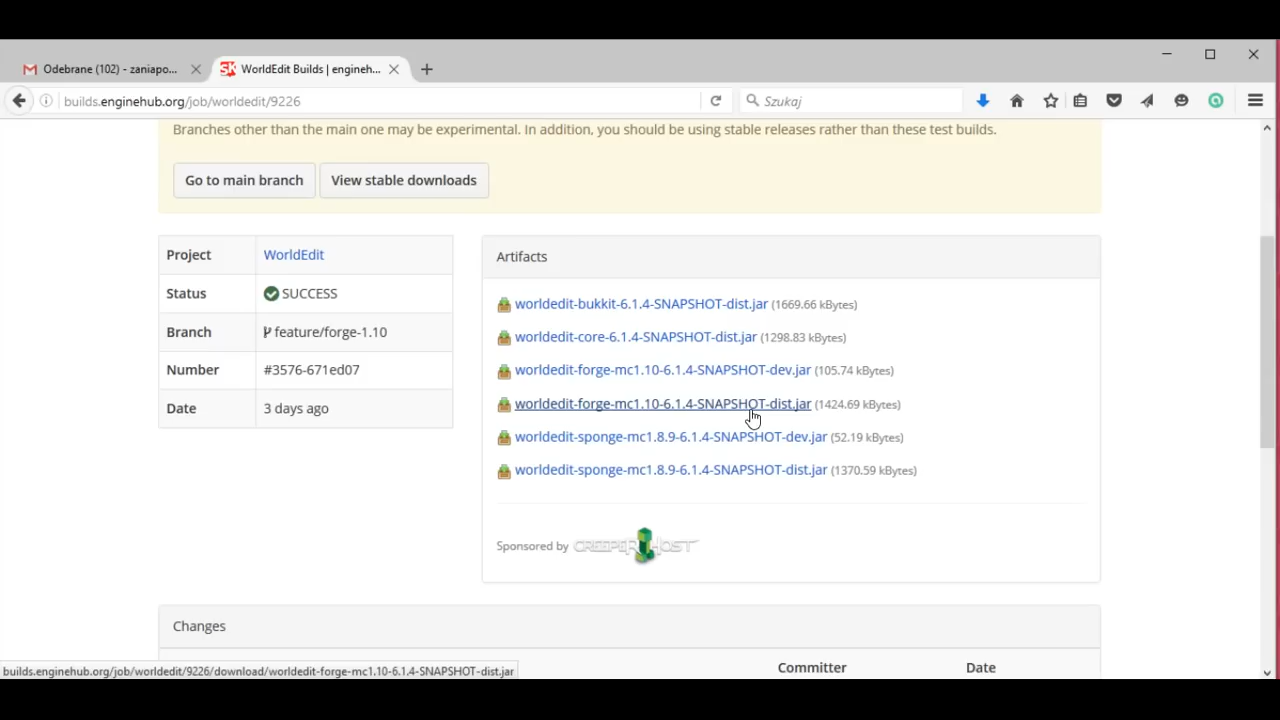 Odebrane (102) - zaniapo...
WorldEdit Builds | engineh...
builds.enginehub.org/job/worldedit/9226
Szukaj
Branches other than the main one may be experimental. In addition, you should be using stable releases rather than these test builds.
Go to main branch
View stable downloads
Project WorldEdit
Status SUCCESS
Branch feature/forge-1.10
Number #3576-671ed07
Date 3 days ago
Artifacts
worldedit-bukkit-6.1.4-SNAPSHOT-dist.jar (1669.66 kBytes)
worldedit-core-6.1.4-SNAPSHOT-dist.jar (1298.83 kBytes)
worldedit-forge-mc1.10-6.1.4-SNAPSHOT-dev.jar (105.74 kBytes)
worldedit-forge-mc1.10-6.1.4-SNAPSHOT-dist.jar (1424.69 kBytes)
worldedit-sponge-mc1.8.9-6.1.4-SNAPSHOT-dev.jar (52.19 kBytes)
worldedit-sponge-mc1.8.9-6.1.4-SNAPSHOT-dist.jar (1370.59 kBytes)
Sponsored by CREEPERHOST
Changes
Committer Date
builds.enginehub.org/job/worldedit/9226/download/worldedit-forge-mc1.10-6.1.4-SNAPSHOT-dist.jar